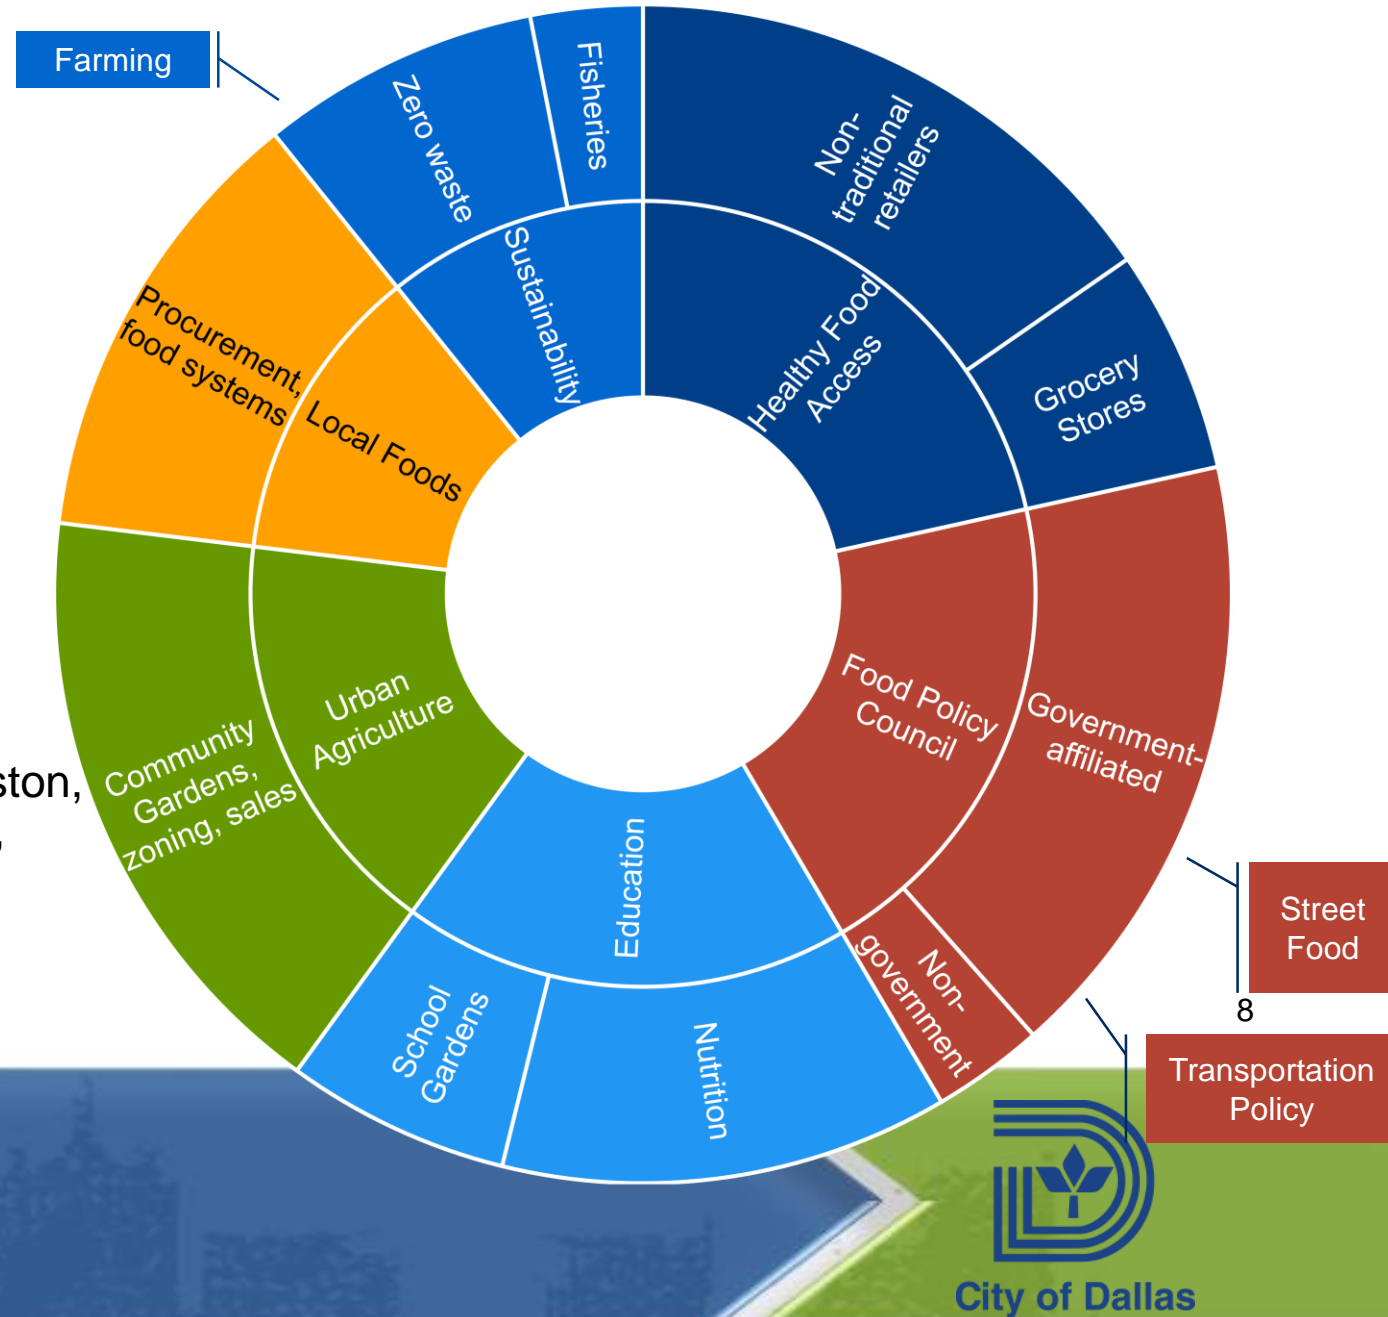 Farming
Zero waste
Fisheries
Non-
traditional
retailers
Sustainability
Healthy Food
Access
Grocery
Stores
Procurement,
food systems
Local Foods
Urban
Agriculture
Community
Gardens,
zoning, sales
Food Policy
Council
Government-
affiliated
ston,
,
Education
Non-
government
School
Gardens
Nutrition
Street
Food
8
Transportation
Policy
City of Dallas